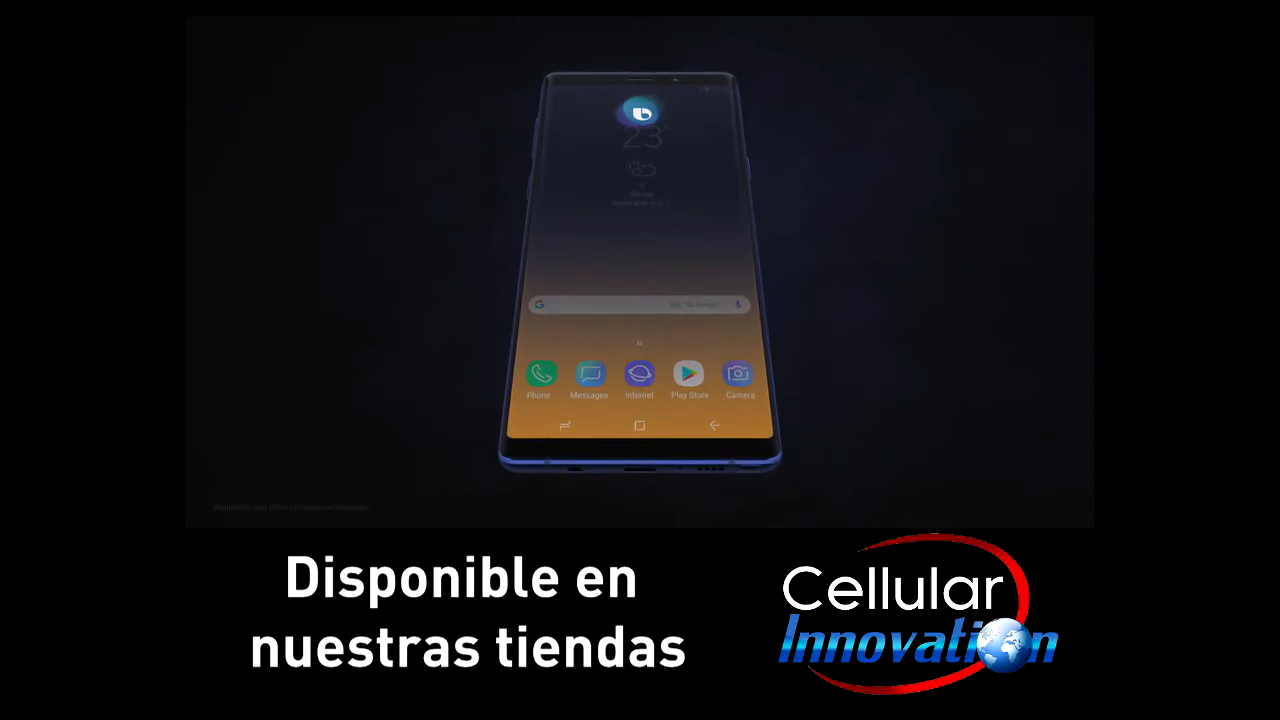 23
Phone Messages Internet Play Store Camera
Disponible en
nuestras tiendas
Cellular
Innovation